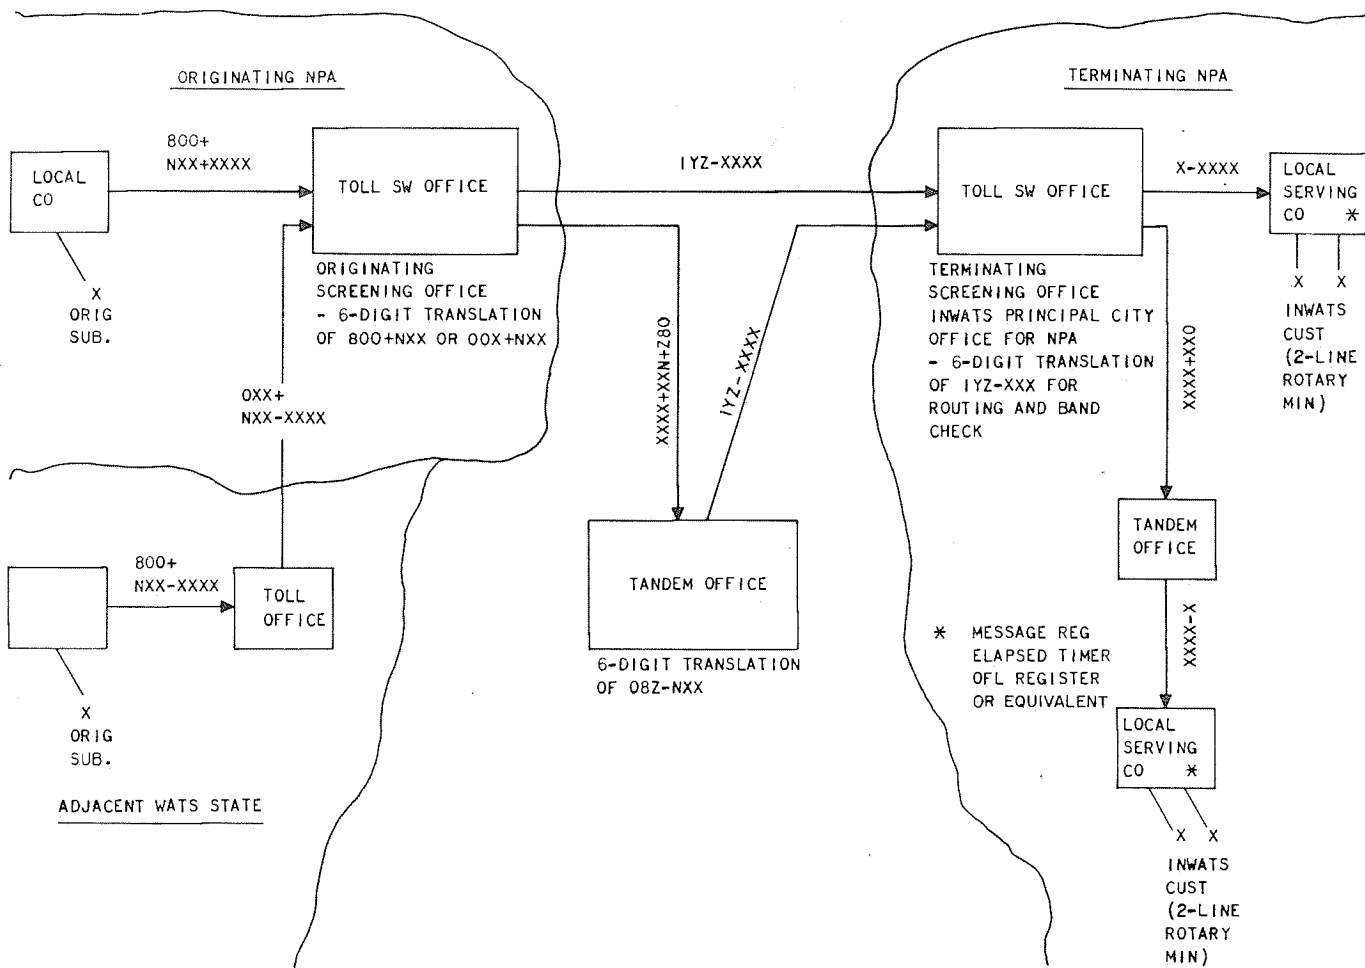 ORIGINATING NPA
TERMINATING NPA
800+
NXX+XXXX
LOCAL
CO
X
ORIG
SUB.
TOLL SW OFFICE
ORIGINATING
SCREENING OFFICE
- 6-DIGIT TRANSLATION
OF 800+NXX OR 00X+NXX
1YZ-XXXX
TOLL SW OFFICE
TERMINATING
SCREENING OFFICE
INWATS PRINCIPAL CITY
OFFICE FOR NPA
- 6-DIGIT TRANSLATION
OF 1YZ-XXX FOR
ROUTING AND BAND
CHECK
X-XXXX
LOCAL
SERVING
CO *
X X
INWATS
CUST
(2-LINE
ROTARY
MIN)
0XX+
NXX-XXXX
08Z+NXX+XXXX
1YZ-XXXX
0XX+XXXX
800+
NXX-XXXX
TOLL
OFFICE
X
ORIG
SUB.
ADJACENT WATS STATE
TANDEM OFFICE
6-DIGIT TRANSLATION
OF 08Z-NXX
TANDEM
OFFICE
X-XXXX
* MESSAGE REG
ELAPSED TIMER
OFL REGISTER
OR EQUIVALENT
LOCAL
SERVING
CO *
X X
INWATS
CUST
(2-LINE
ROTARY
MIN)